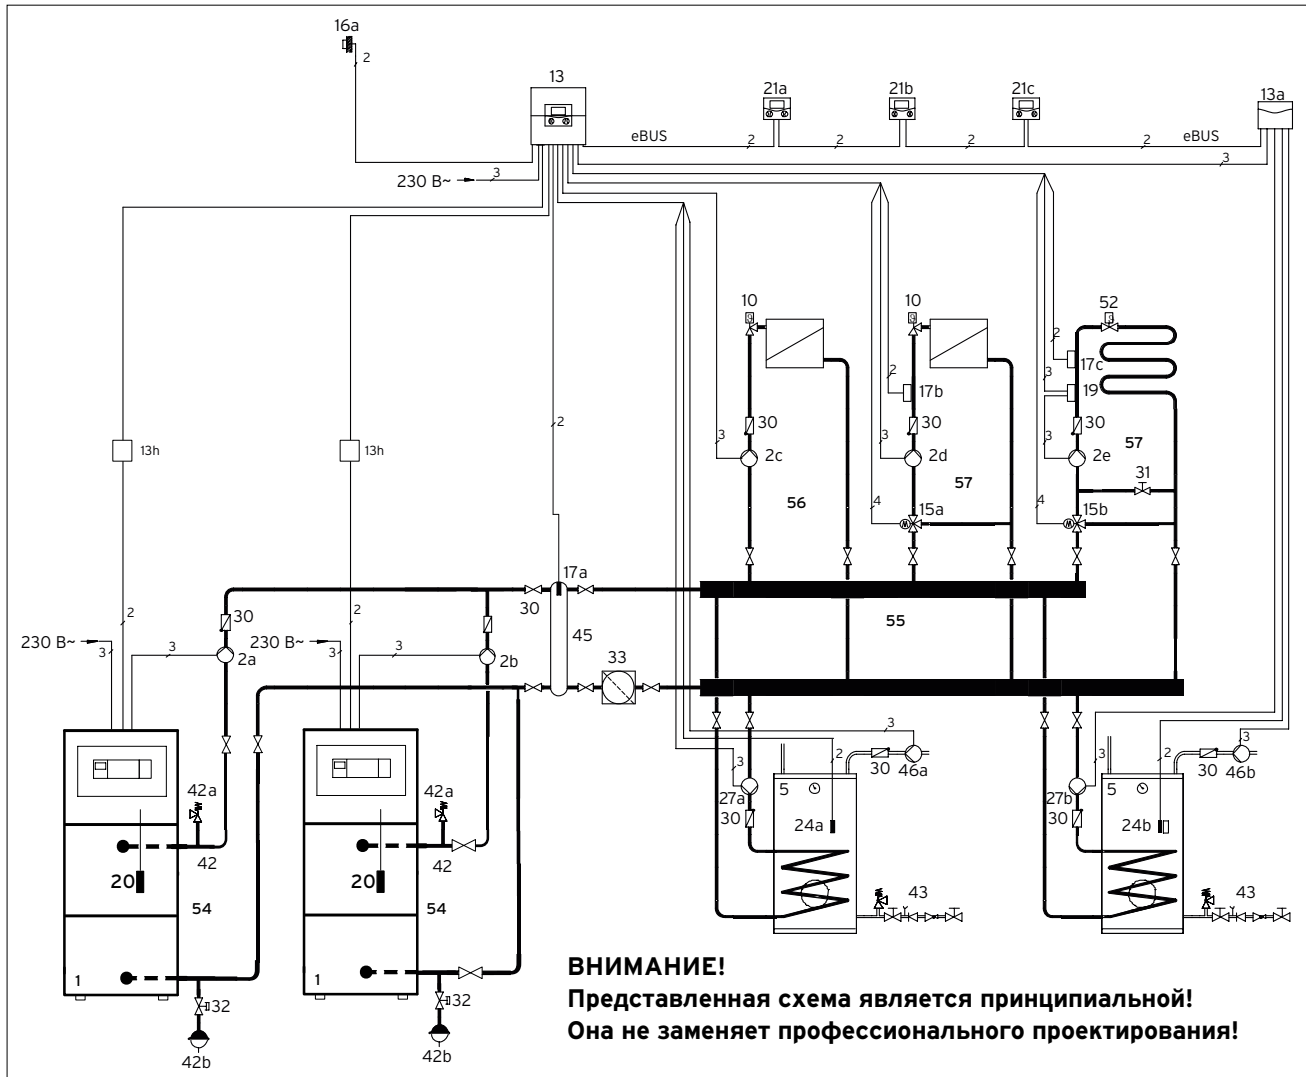 16a
2
13
21a
21b
21c
13a
eBUS
2
2
2
2
eBUS
3
230 В~
3
10
10
52
2
2
17c
3
19
17b
2
30
30
30
13h
13h
3
2c
3
2d
3
2e
57
57
31
56
4
15a
4
15b
17a
30
55
30
2
2
45
230 В~
3
3
2a
230 В~
3
3
2b
33
3
3
3
2
30
46a
3
2
30
46b
42a
42a
27a
5
27b
5
30
24a
30
24b
42
42
20
20
54
54
43
43
1
1
32
32
42b
42b
ВНИМАНИЕ!
Представленная схема является принципиальной!
Она не заменяет профессионального проектирования!